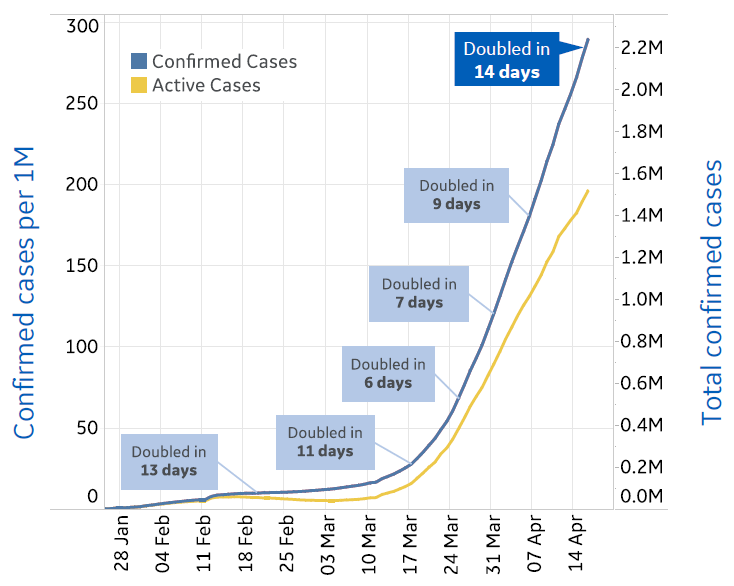 300
250
200
150
100
50
0
Confirmed cases per 1M
Confirmed Cases
Active Cases
Doubled in
14 days
Doubled in
9 days
Doubled in
7 days
Doubled in
6 days
Doubled in
11 days
Doubled in
13 days
2.2M
2.0M
1.8M
1.6M
1.4M
1.2M
1.0M
0.8M
0.6M
0.4M
0.2M
0.0M
Total confirmed cases
28 Jan
04 Feb
11 Feb
18 Feb
25 Feb
03 Mar
10 Mar
17 Mar
24 Mar
31 Mar
07 Apr
14 Apr